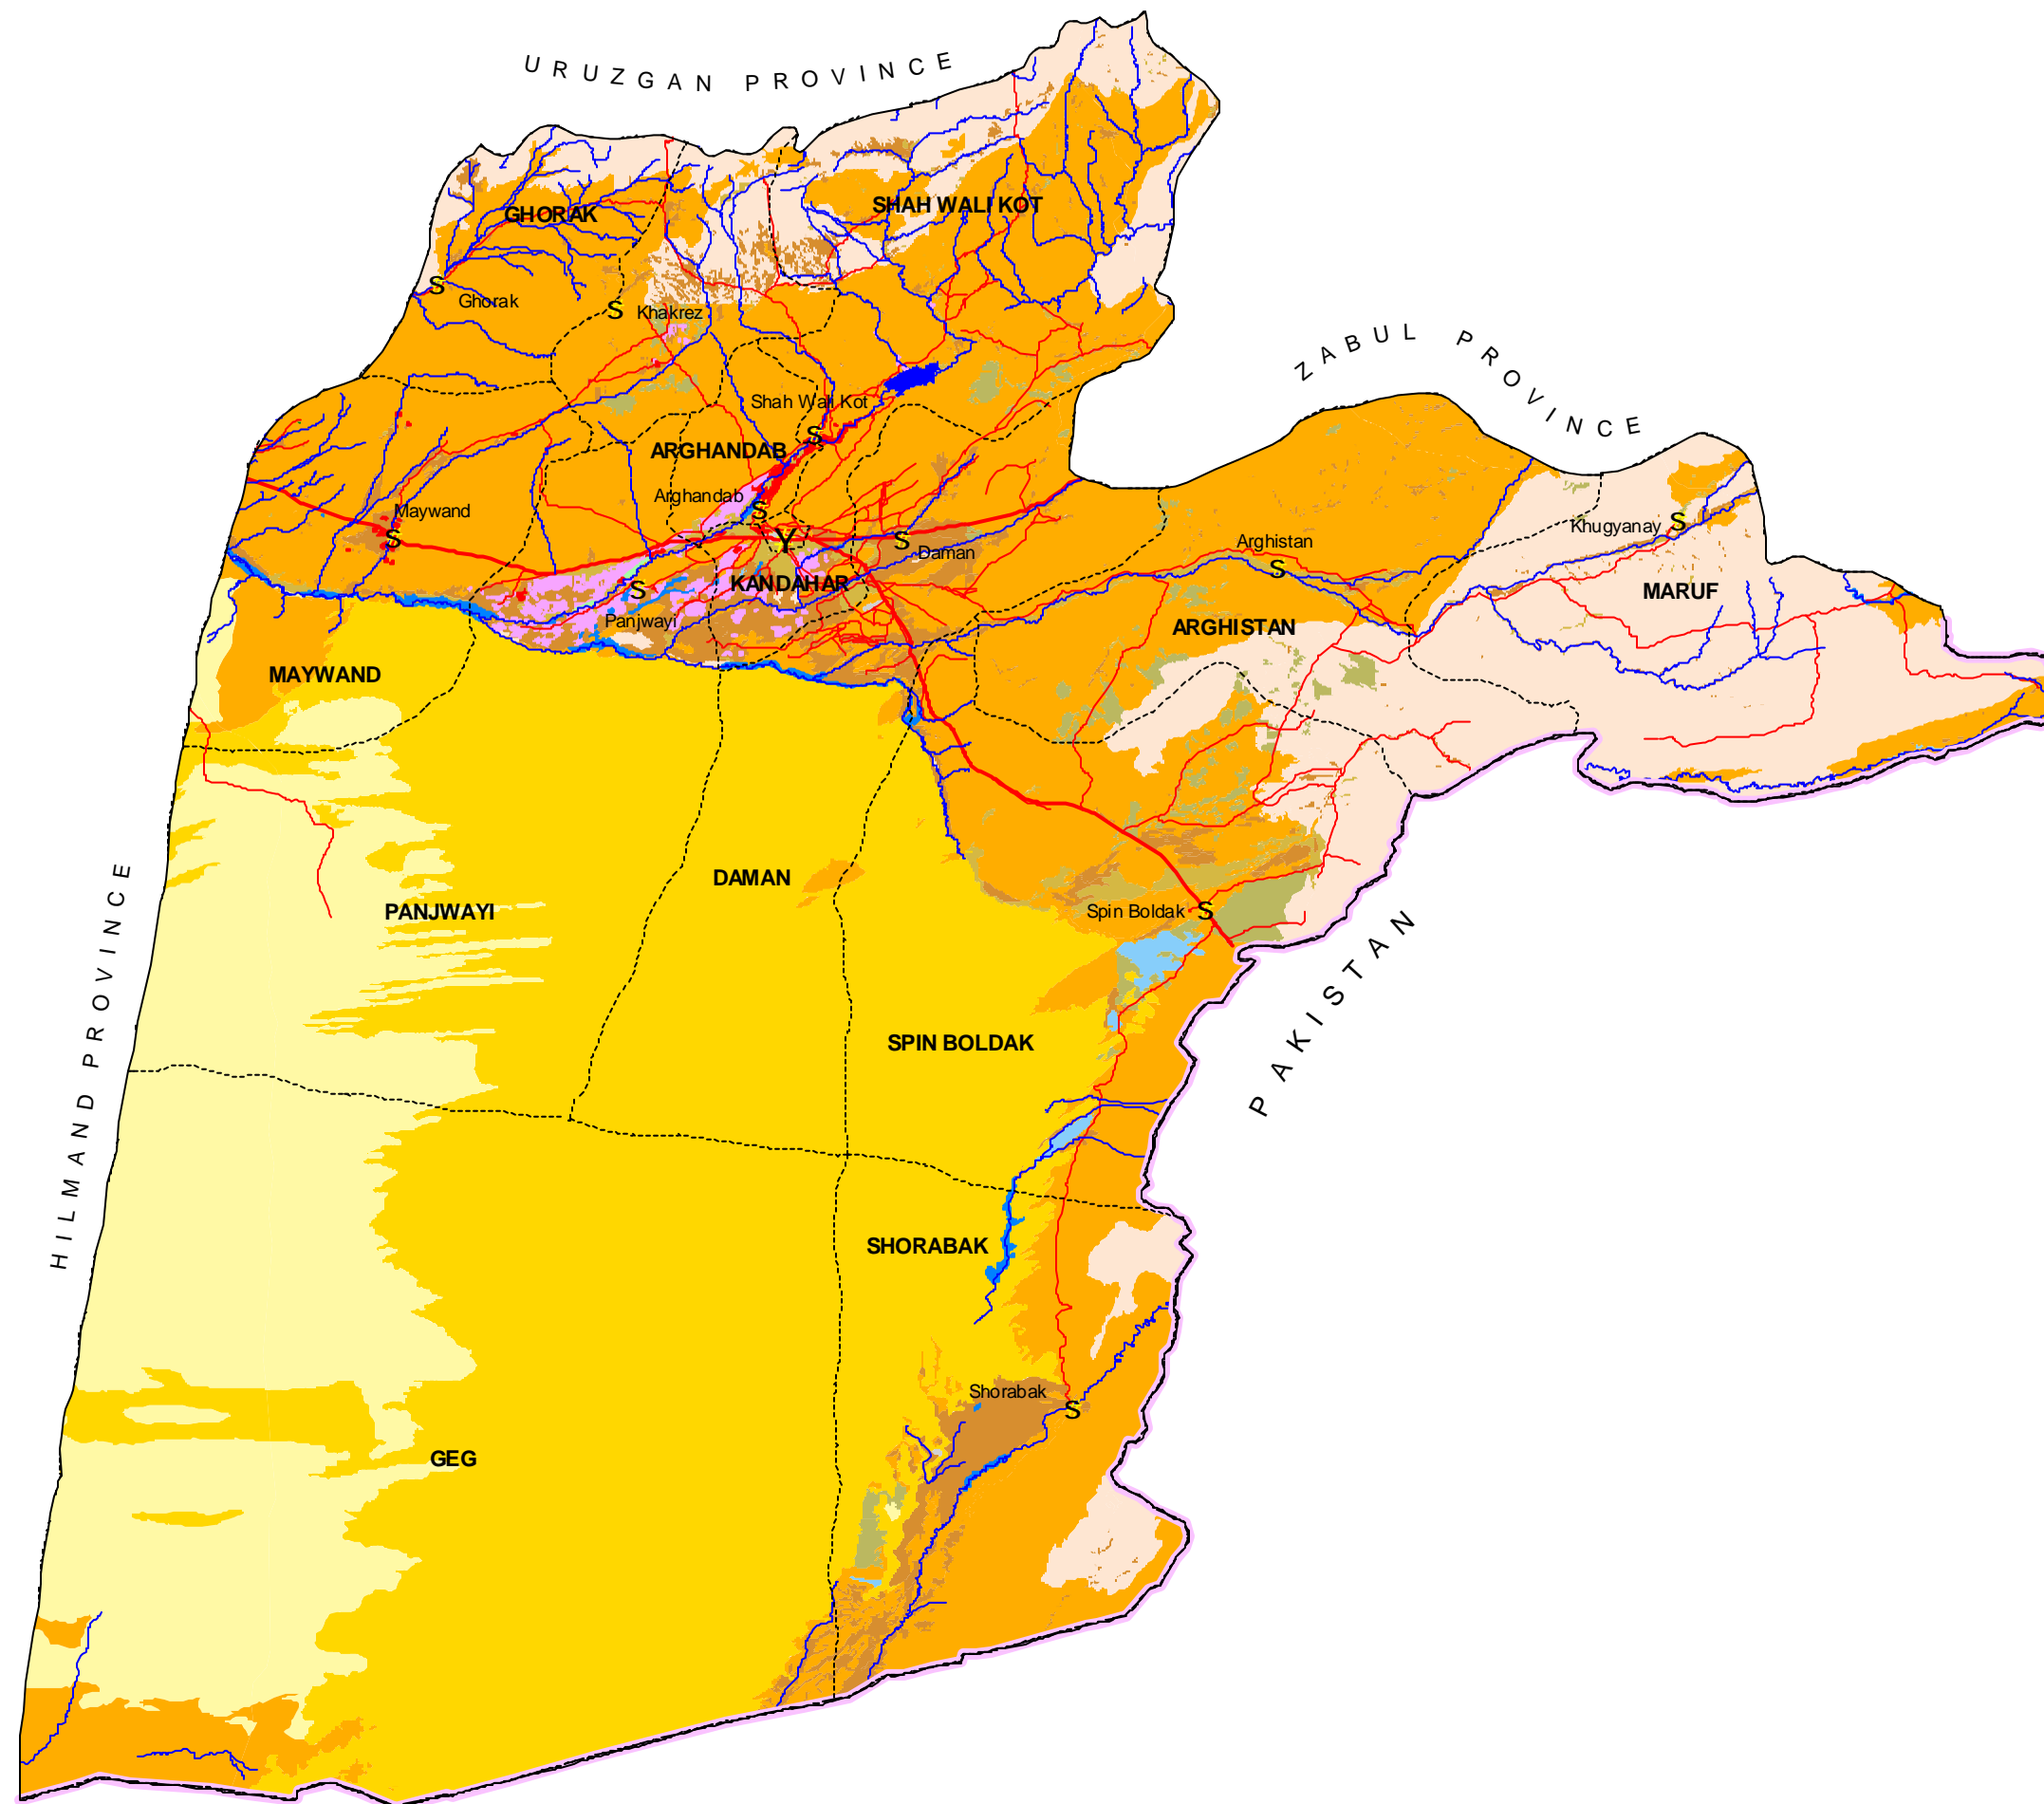 URUZGAN PROVINCE
SHAH WALI KOT
GHORAK
S
Ghorak
S
Khakrez
ZABUL PROVINCE
Shah Wali Kot
S
ARGHANDAB
Arghandab
S
Maywand
S
Y
S
Daman
Khugyanay
S
Arghistan
S
KANDAHAR
S
Panjwayi
MARUF
ARGHISTAN
MAYWAND
DAMAN
PANJWAYI
Spin Boldak
S
HILMAND PROVINCE
PAKISTAN
SPIN BOLDAK
SHORABAK
Shorabak
S
GEG